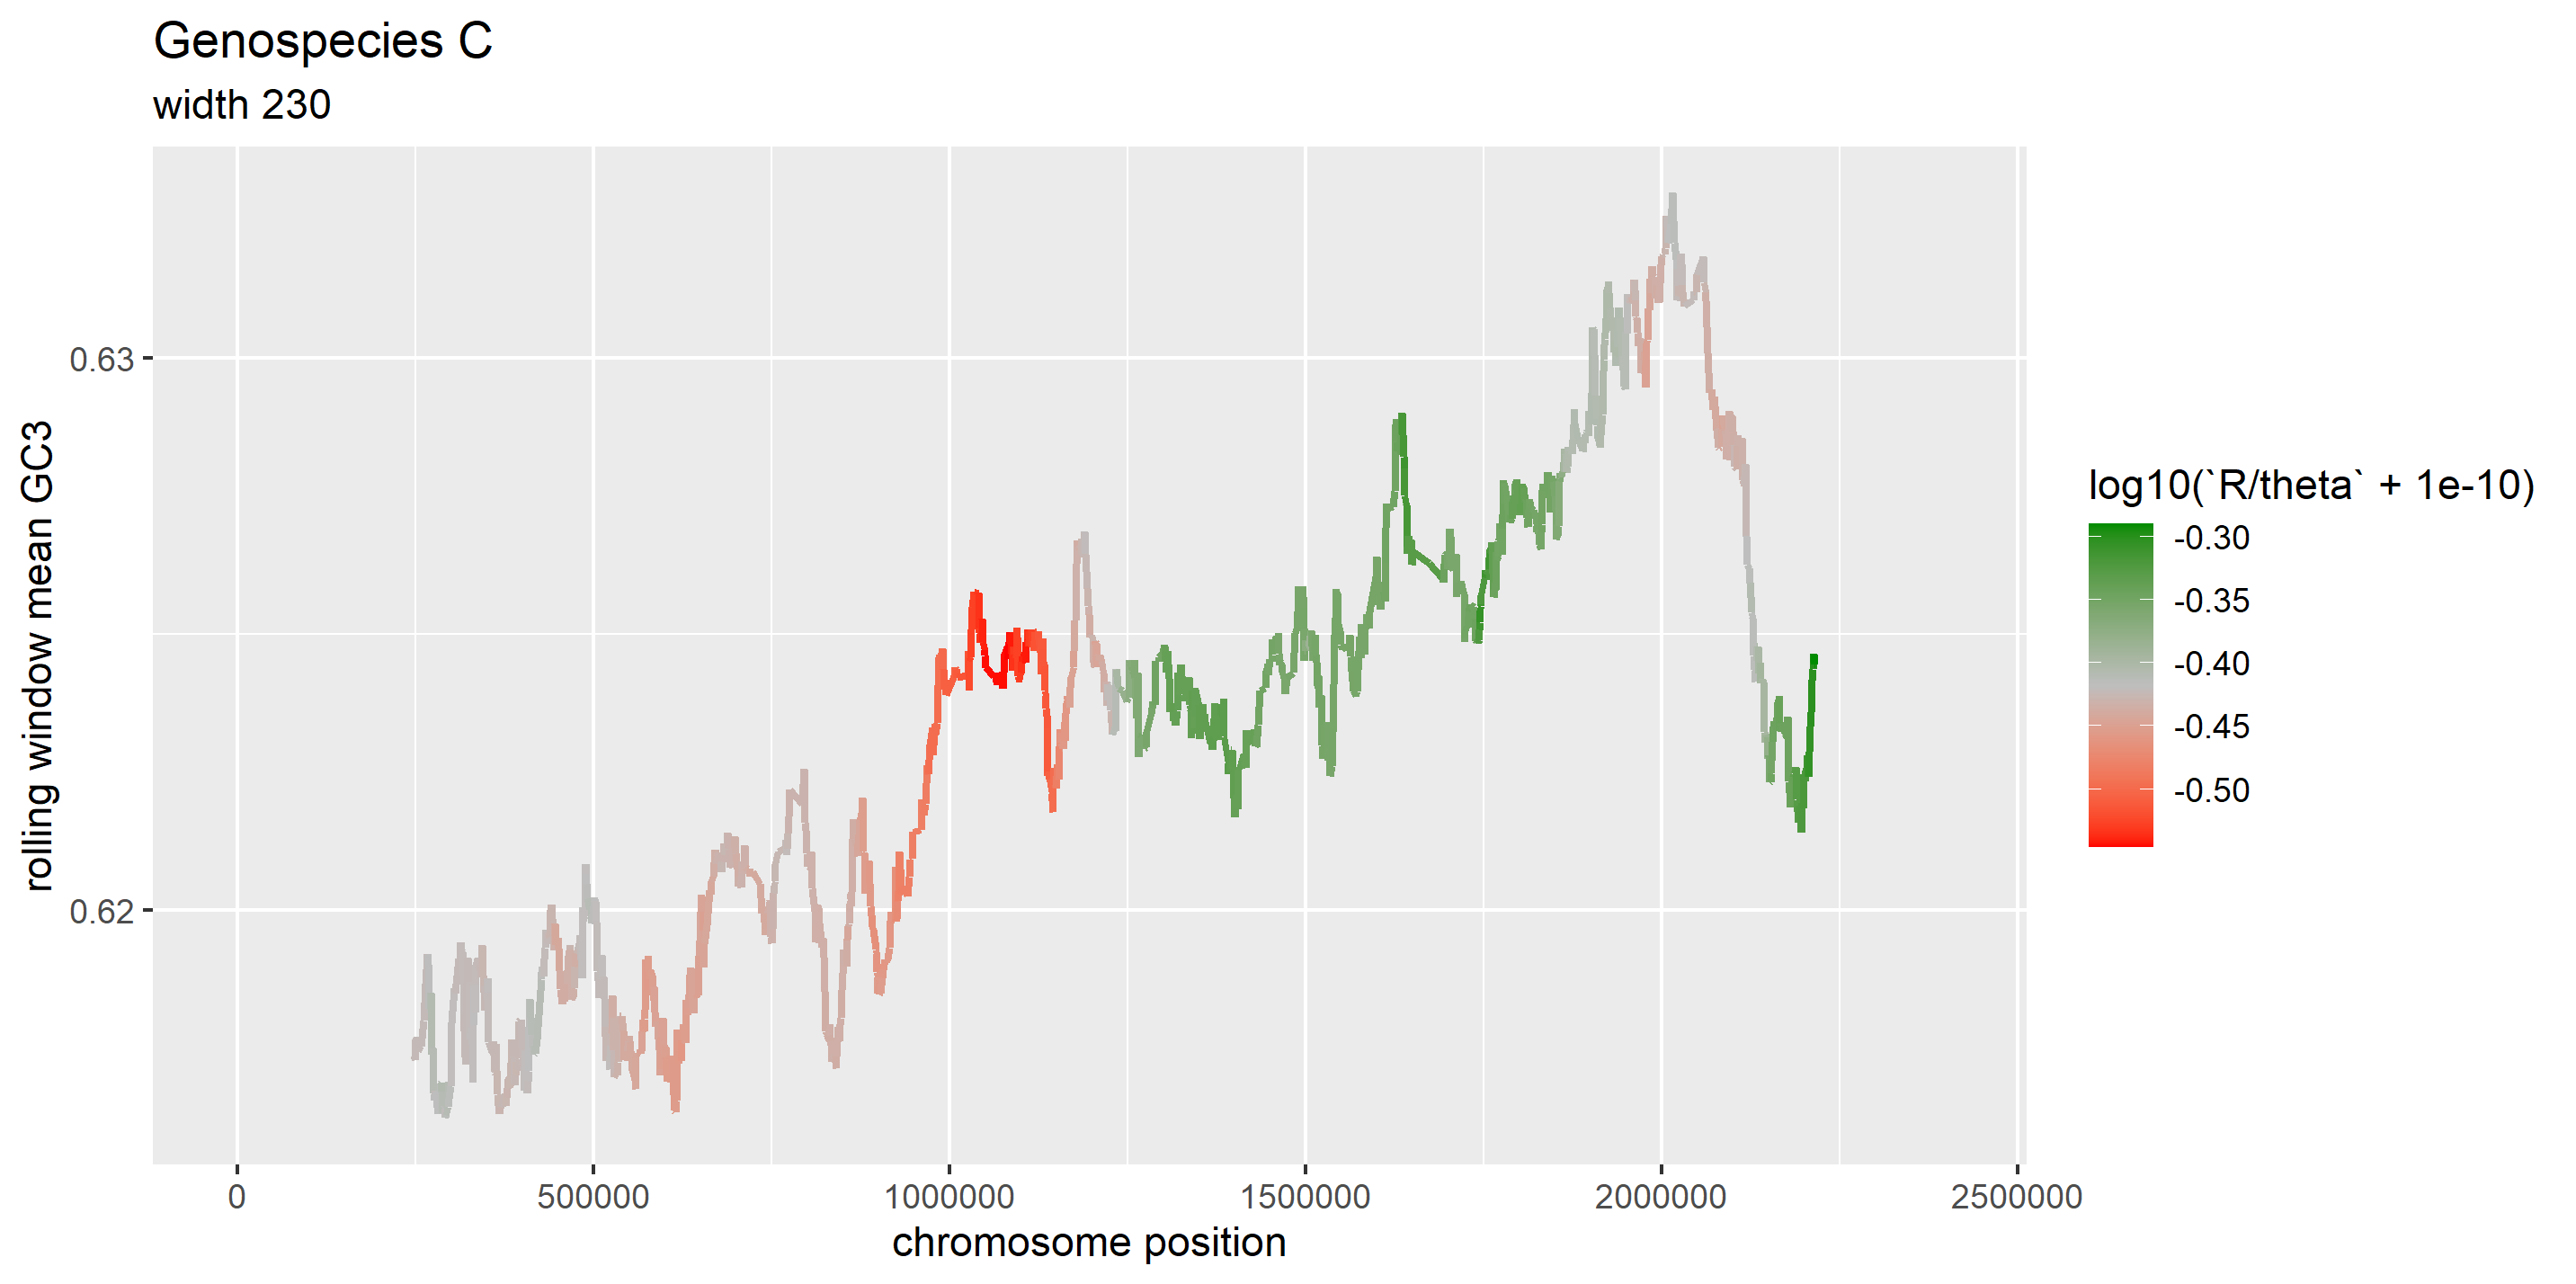 Genospecies C
width 230
rolling window mean GC3
0.63
0.62
0 500000 1000000 1500000 2000000 2500000
chromosome position
log10(`R/theta` + 1e-10)
-0.30
-0.35
-0.40
-0.45
-0.50